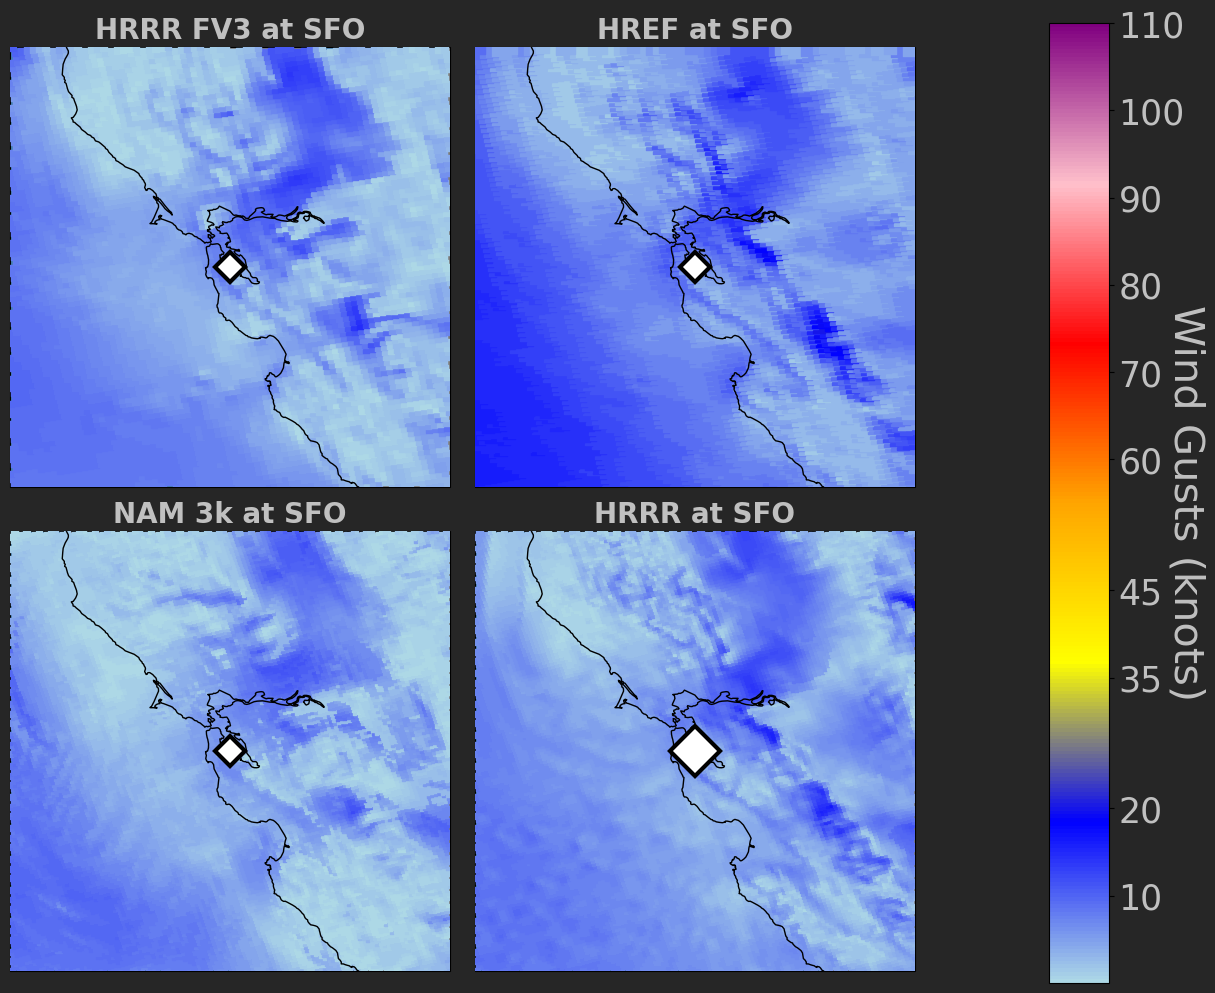 HRRR FV3 at SFO
HREF at SFO
NAM 3k at SFO
HRRR at SFO
110
100
90
80
70
60
45
35
20
10
Wind Gusts (knots)